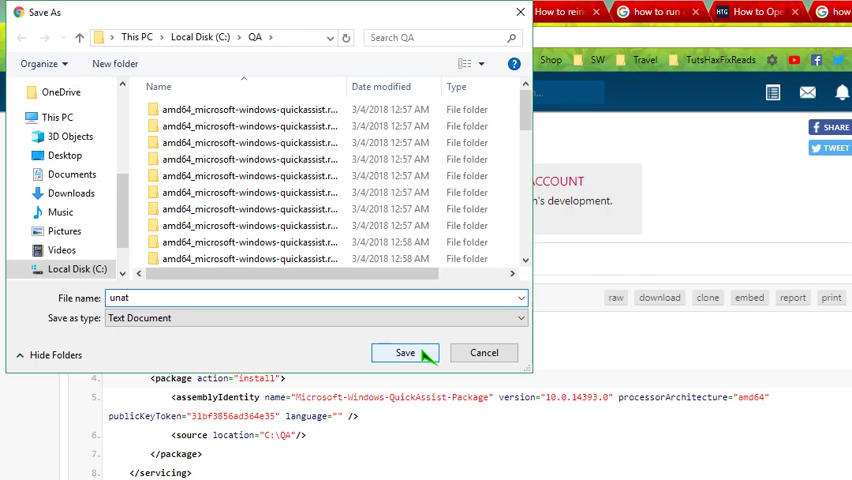 Save As
How to rein
how to run
HTG How to Ope
how
This PC
Local Disk (C:)
QA
Search QA
Shop
SW
Travel
TutsHaxFixReads
Organize
New folder
OneDrive
This PC
3D Objects
Desktop
Documents
Downloads
Music
Pictures
Videos
Local Disk (C:)
Name Date modified Type
amd64_microsoft-windows-quickassist.r... 3/4/2018 12:57 AM File folder
amd64_microsoft-windows-quickassist.r... 3/4/2018 12:57 AM File folder
amd64_microsoft-windows-quickassist.r... 3/4/2018 12:57 AM File folder
amd64_microsoft-windows-quickassist.r... 3/4/2018 12:57 AM File folder
amd64_microsoft-windows-quickassist.r... 3/4/2018 12:57 AM File folder
amd64_microsoft-windows-quickassist.r... 3/4/2018 12:57 AM File folder
amd64_microsoft-windows-quickassist.r... 3/4/2018 12:57 AM File folder
amd64_microsoft-windows-quickassist.r... 3/4/2018 12:57 AM File folder
amd64_microsoft-windows-quickassist.r... 3/4/2018 12:58 AM File folder
amd64_microsoft-windows-quickassist.r... 3/4/2018 12:58 AM File folder
SHARE
TWEET
ACCOUNT
n's development.
File name: unat
Save as type: Text Document
raw download clone embed report print
Hide Folders
Save
Cancel
4. <package action="install">
5. <assemblyIdentity name="Microsoft-Windows-QuickAssist-Package" version="10.0.14393.0" processorArchitecture="amd64"
publicKeyToken="31bf3856ad364e35" language="" />
6. <source location="C:\QA"/>
7. </package>
8. </servicing>